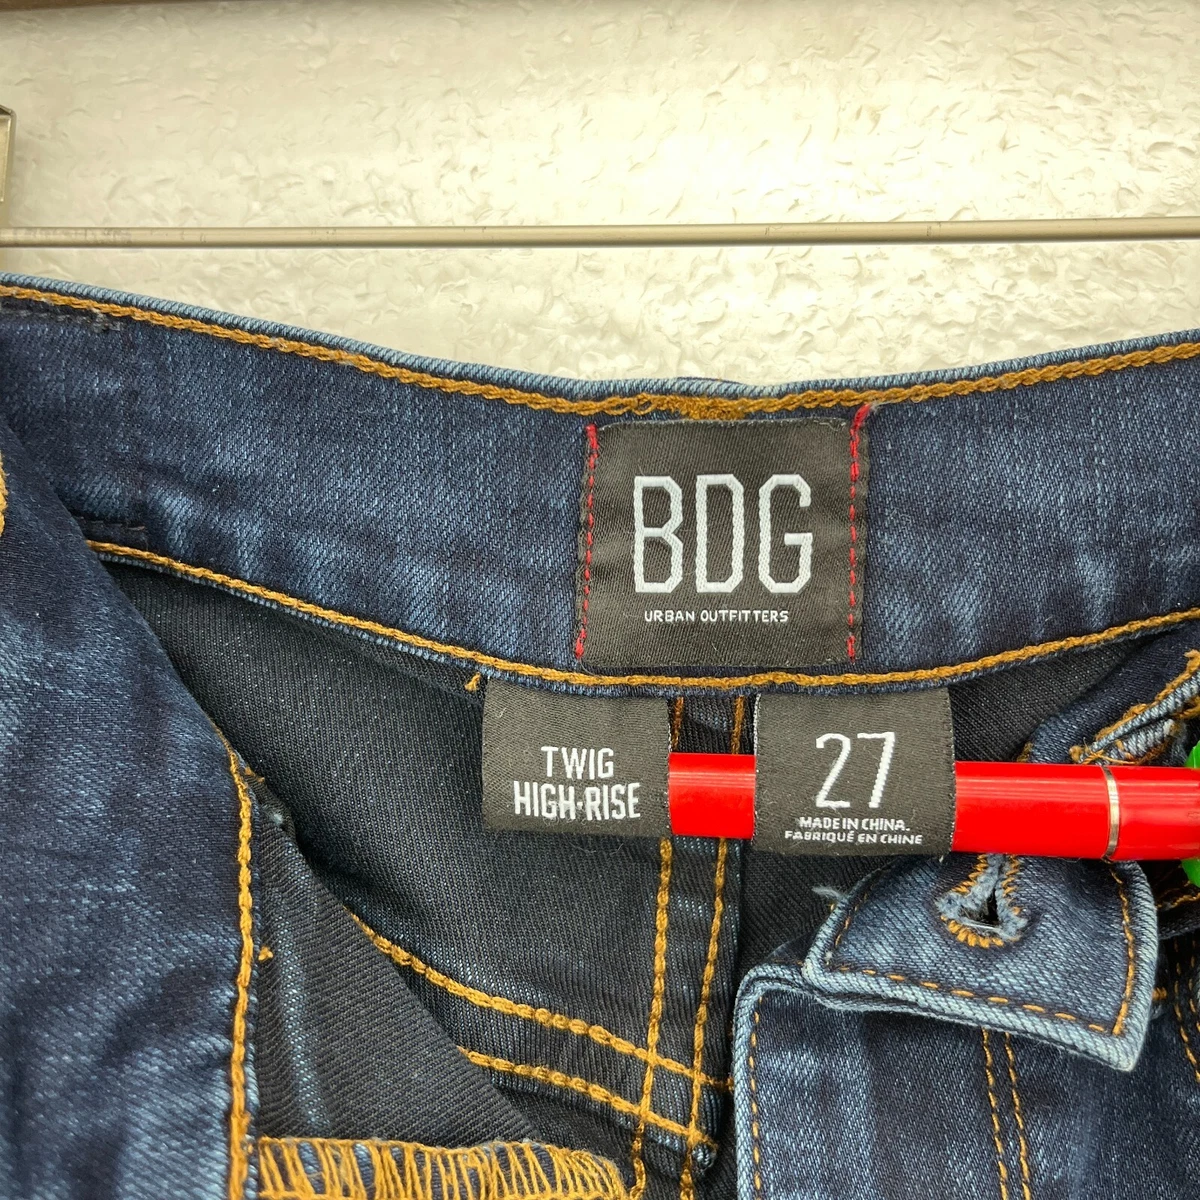 BDG
URBAN OUTFITTERS
TWIG
HIGH-RISE
27
MADE IN CHINA.
FABRIQUÉ EN CHINE